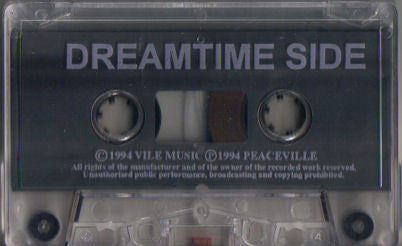 DREAMTIME SIDE
©1994 VILE MUSIC ℗1994 PEACEVILLE
All rights of the manufacturer and of the owner of the recorded work reserved.
Unauthorised public performance, broadcasting and copying prohibited.